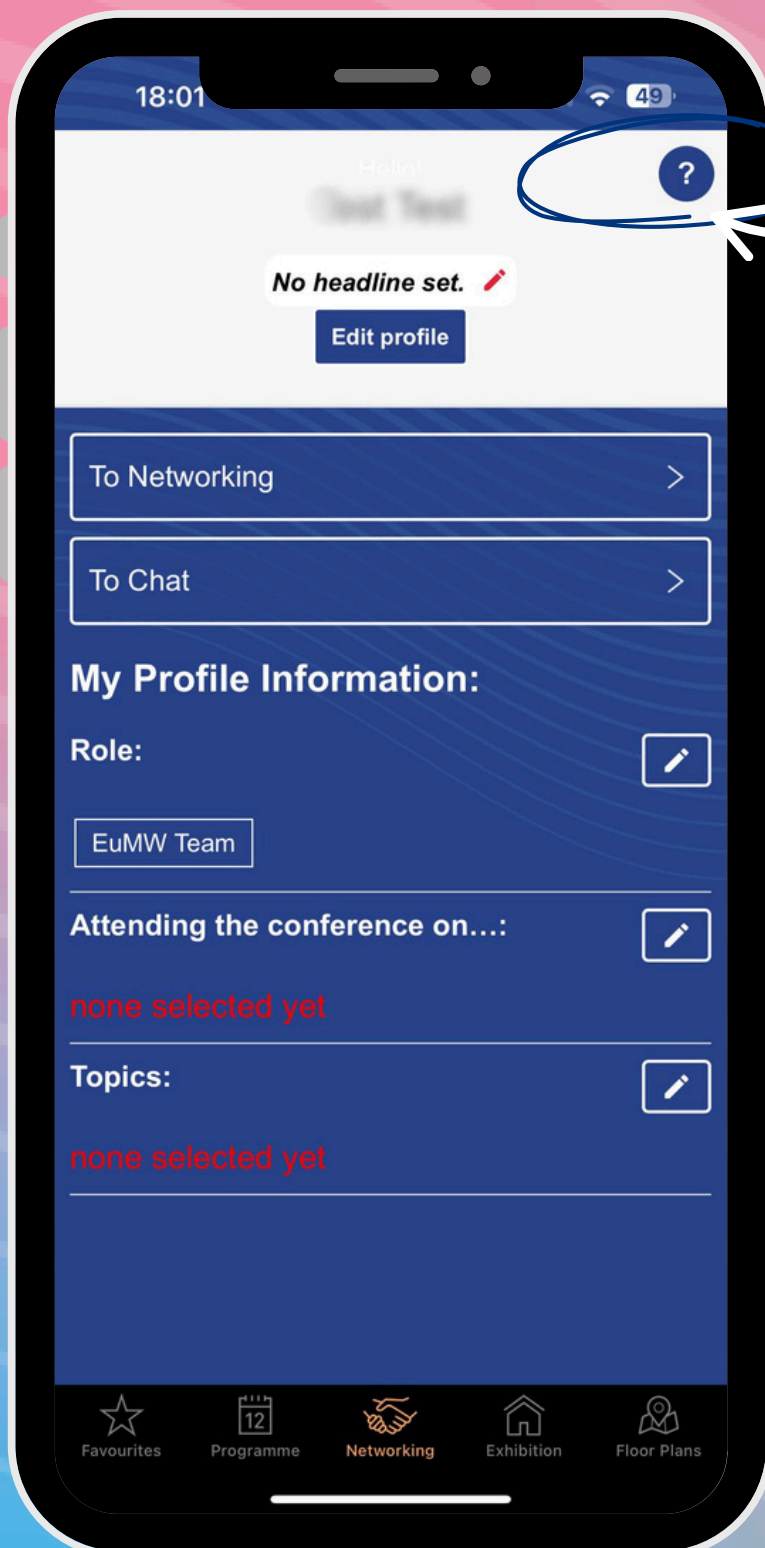 18:01
49
Hello!
?
No headline set.
Edit profile
To Networking
>
To Chat
>
My Profile Information:
Role:
EuMW Team
Attending the conference on...:
none selected yet
Topics:
none selected yet
12
Favourites Programme Networking Exhibition Floor Plans